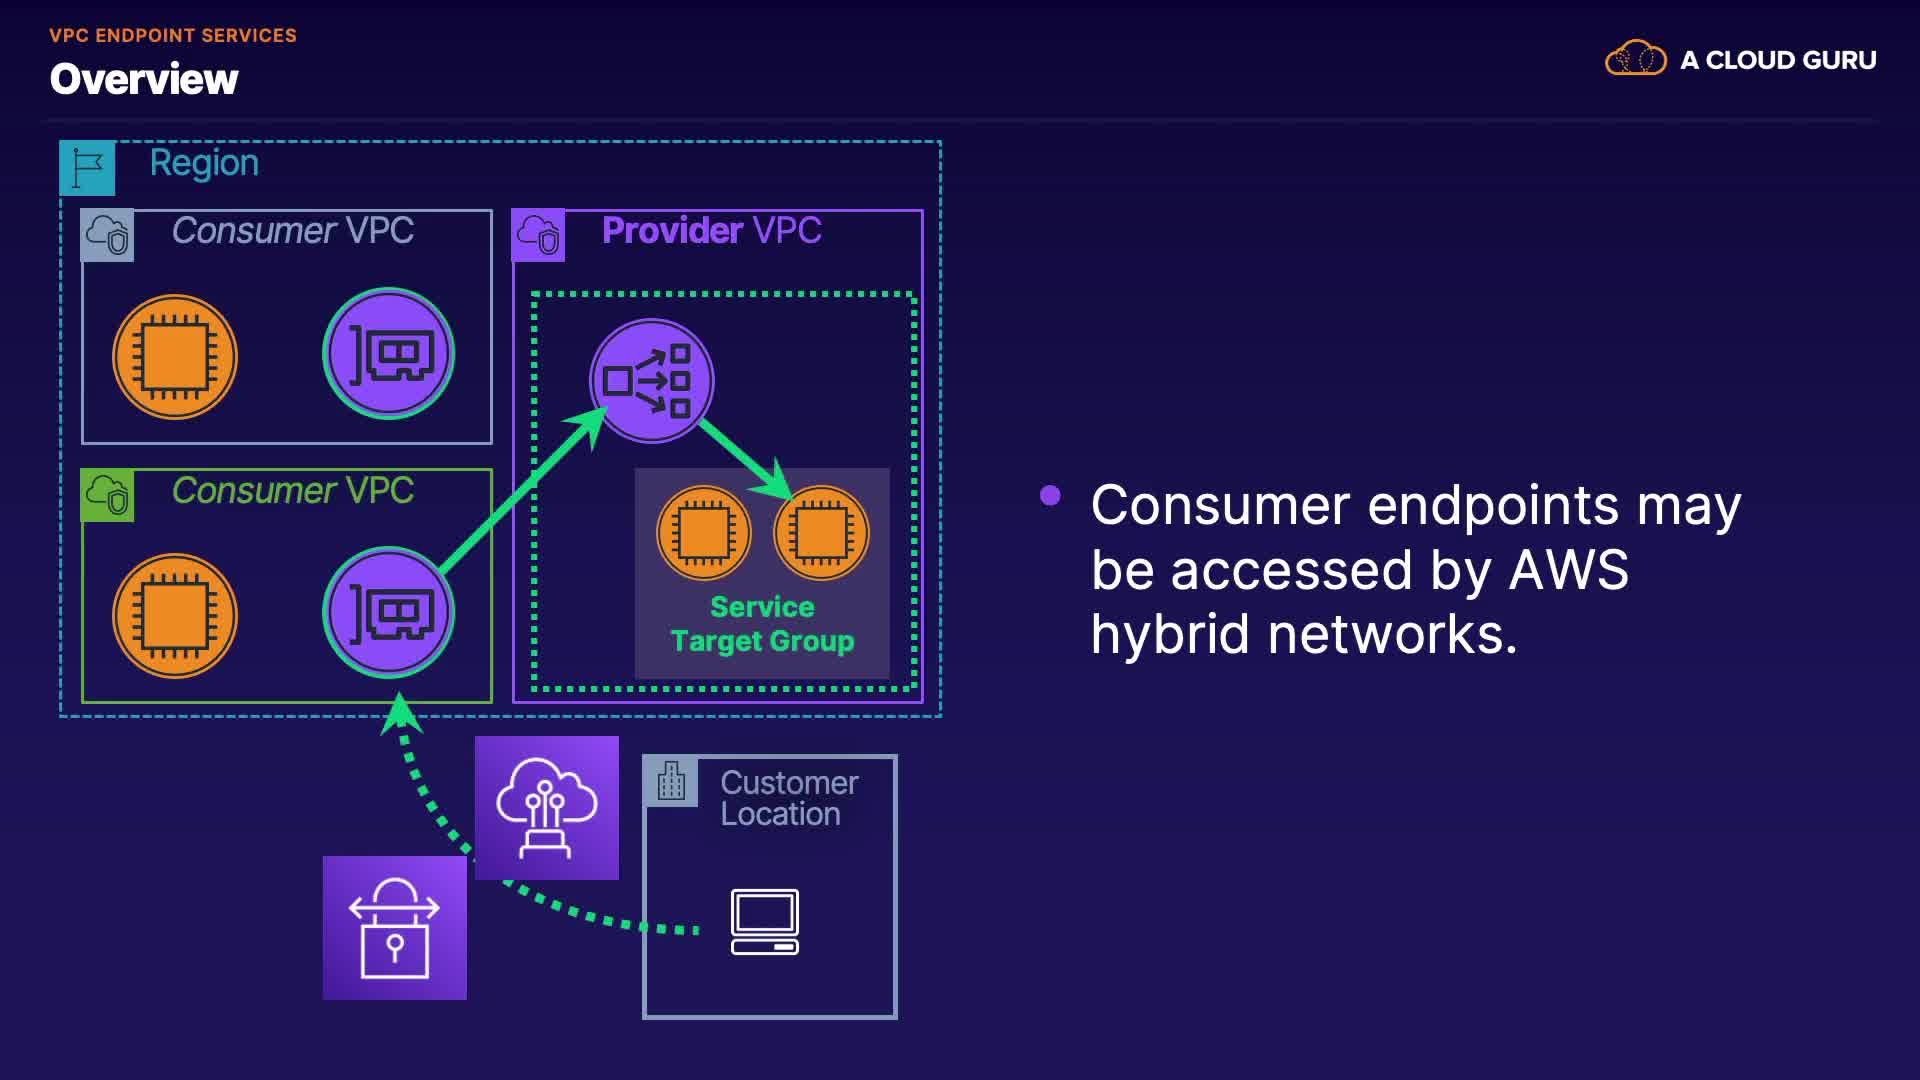 VPC ENDPOINT SERVICES
Overview
A CLOUD GURU
Region
Consumer VPC
Provider VPC
Consumer VPC
Service
Target Group
Customer
Location
Consumer endpoints may
be accessed by AWS
hybrid networks.